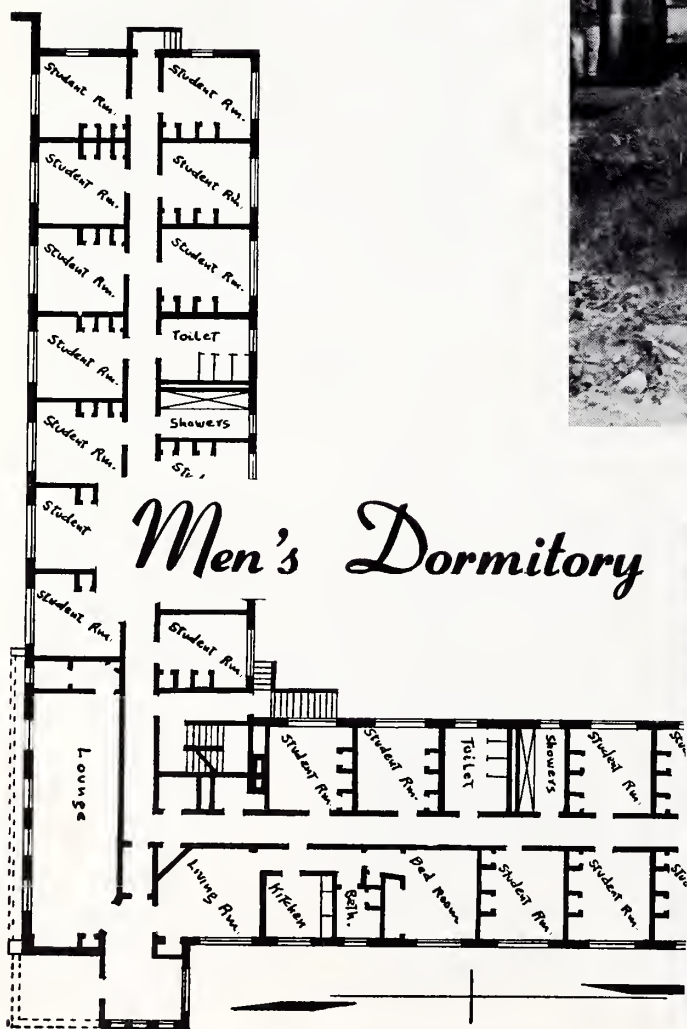 Student Rm.
Student Rm.
Student Rm.
Student Rm.
Student Rm.
Student Rm.
Student Rm.
Toilet
Student Rm.
Showers
Stu
Student
Men's Dormitory
Student Rm.
Student Rm.
Lounge
Student Rm.
Student Rm.
Toilet
Showers
Student Rm.
Living Rm.
Kitchen
Bath.
Bed Room
Student Rm.
Student Rm.